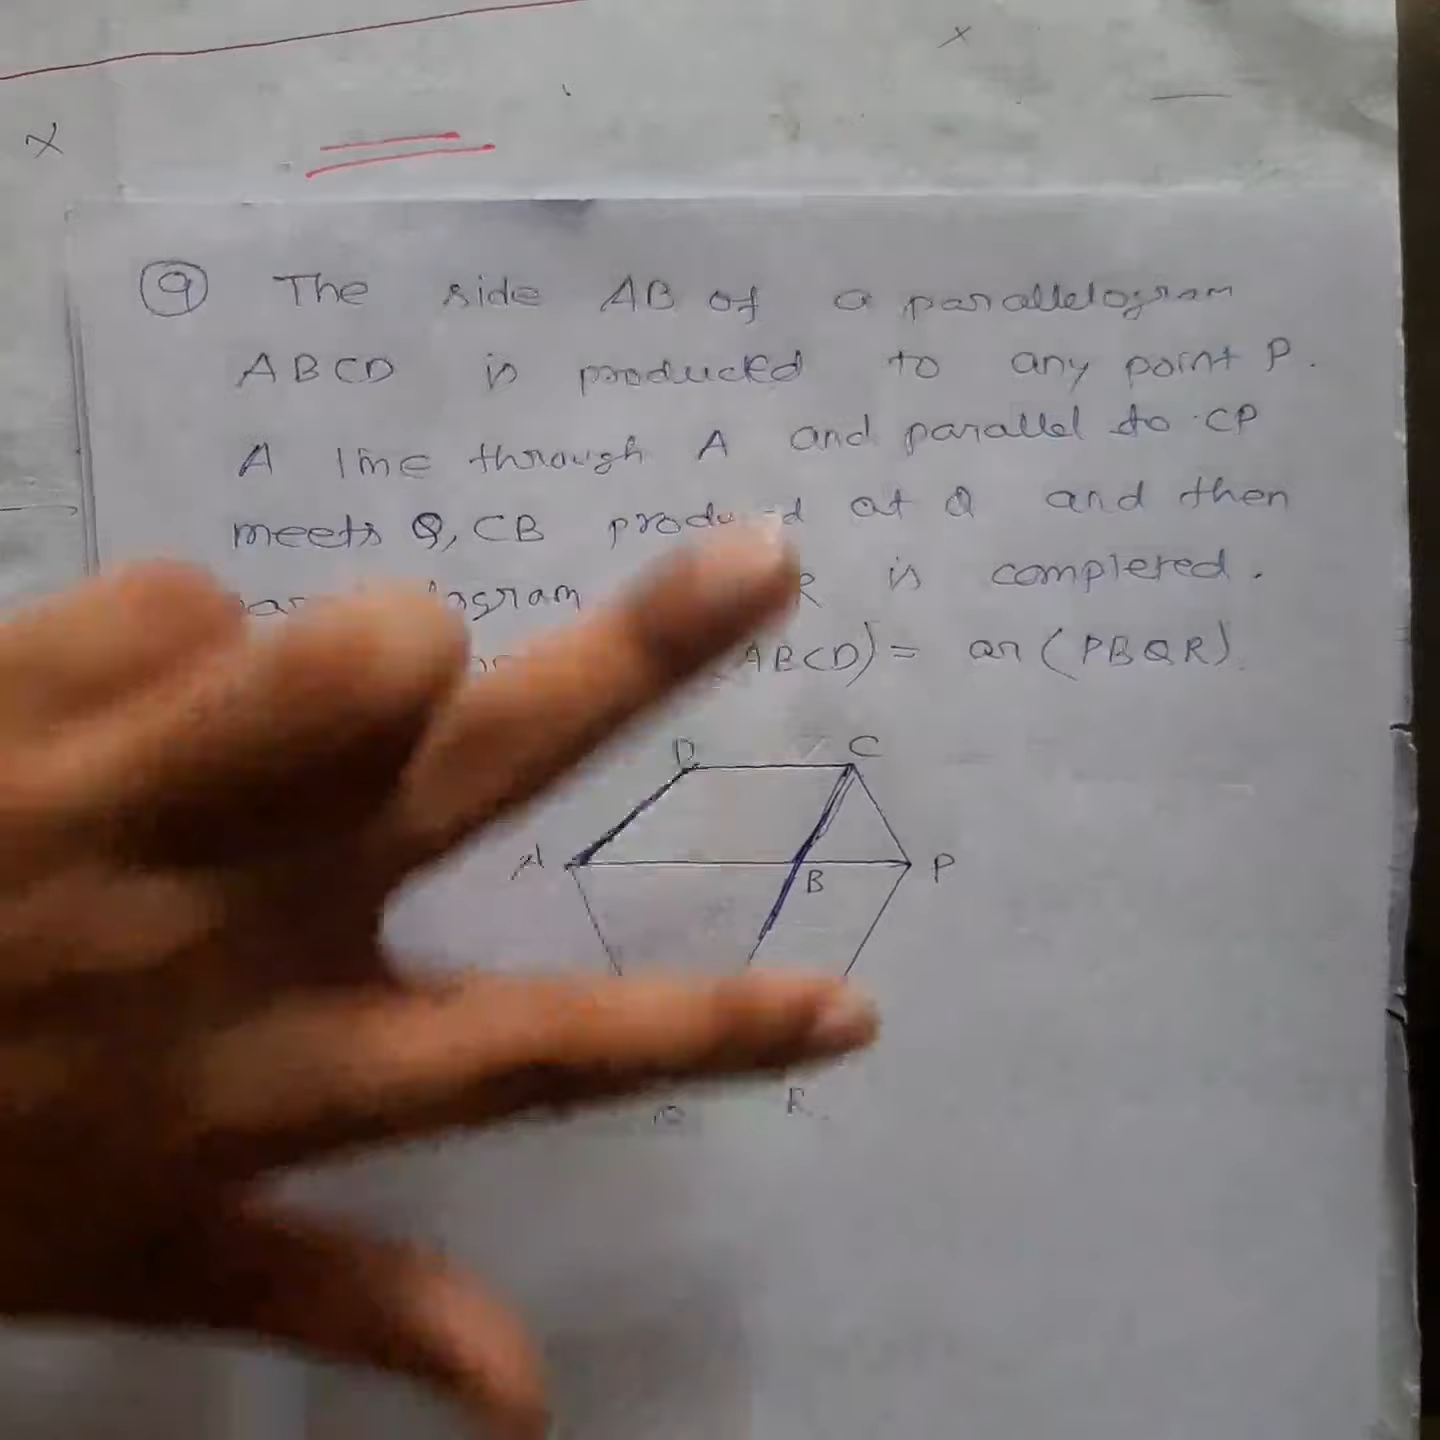 9 The side AB of a parallelogram
ABCD is produced to any point P.
A line through A and parallel to CP
meets Q, CB produced at Q and then
is completed.
ABCD) = ar (PBQR).
D C
A B P
Q R